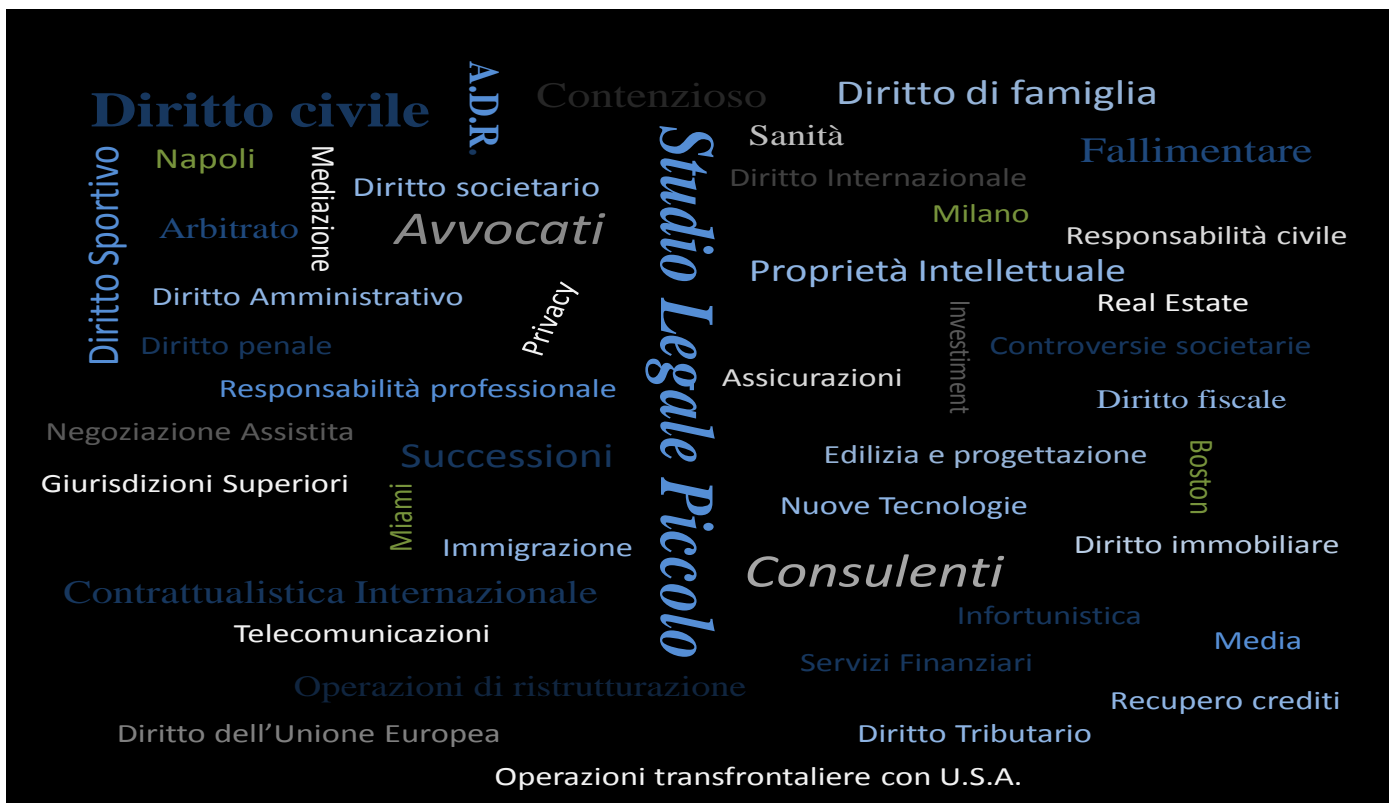 Diritto civile
A.D.R.
Contenzioso
Diritto di famiglia
Sanità
Fallimentare
Napoli
Mediazione
Diritto Sportivo
Diritto societario
Studio Legale Piccolo
Diritto Internazionale
Milano
Arbitrato
Avvocati
Responsabilità civile
Proprietà Intellettuale
Diritto Amministrativo
Privacy
Investiment
Real Estate
Diritto penale
Controversie societarie
Responsabilità professionale
Assicurazioni
Diritto fiscale
Negoziazione Assistita
Successioni
Edilizia e progettazione
Boston
Giurisdizioni Superiori
Miami
Nuove Tecnologie
Immigrazione
Diritto immobiliare
Consulenti
Contrattualistica Internazionale
Infortunistica
Telecomunicazioni
Media
Servizi Finanziari
Operazioni di ristrutturazione
Recupero crediti
Diritto dell’Unione Europea
Diritto Tributario
Operazioni transfrontaliere con U.S.A.